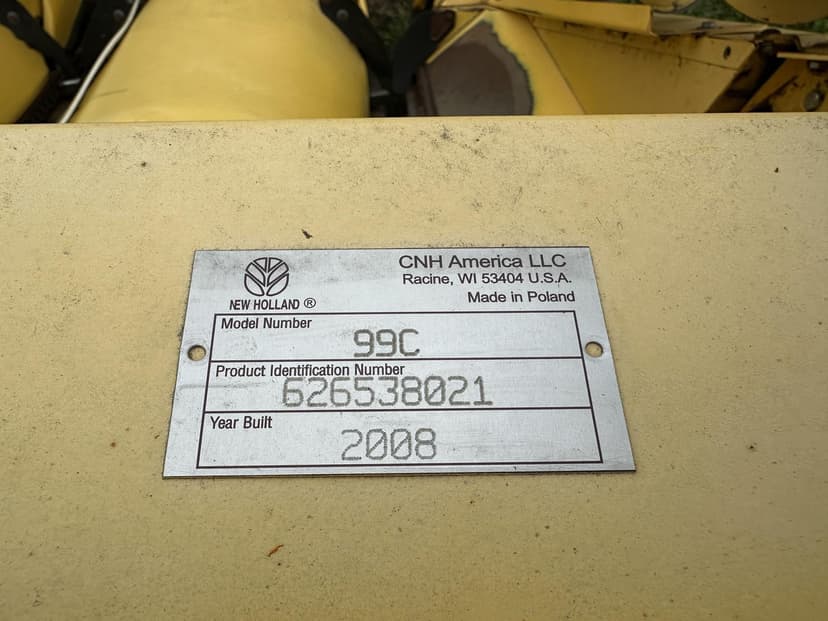 CNH America LLC
Racine, WI 53404 U.S.A.
Made in Poland
NEW HOLLAND ®
Model Number
99C
Product Identification Number
626538021
Year Built
2008